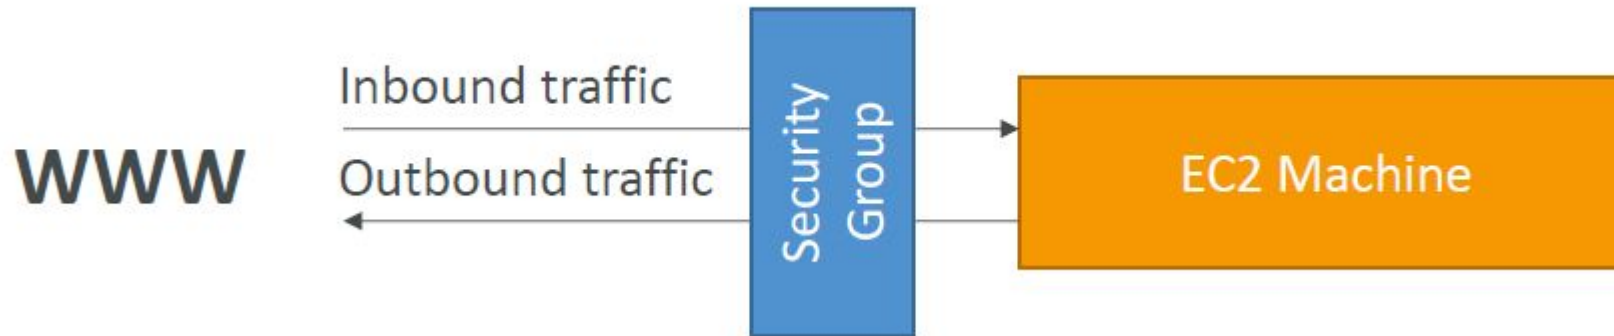 WWW
Inbound traffic
Outbound traffic
Security
Group
EC2 Machine